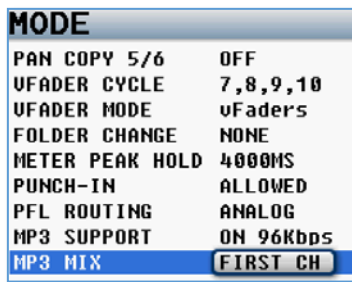 MODE
PAN COPY 5/6 OFF
VFADER CYCLE 7,8,9,10
VFADER MODE vFaders
FOLDER CHANGE NONE
METER PEAK HOLD 4000MS
PUNCH-IN ALLOWED
PFL ROUTING ANALOG
MP3 SUPPORT ON 96Kbps
MP3 MIX FIRST CH